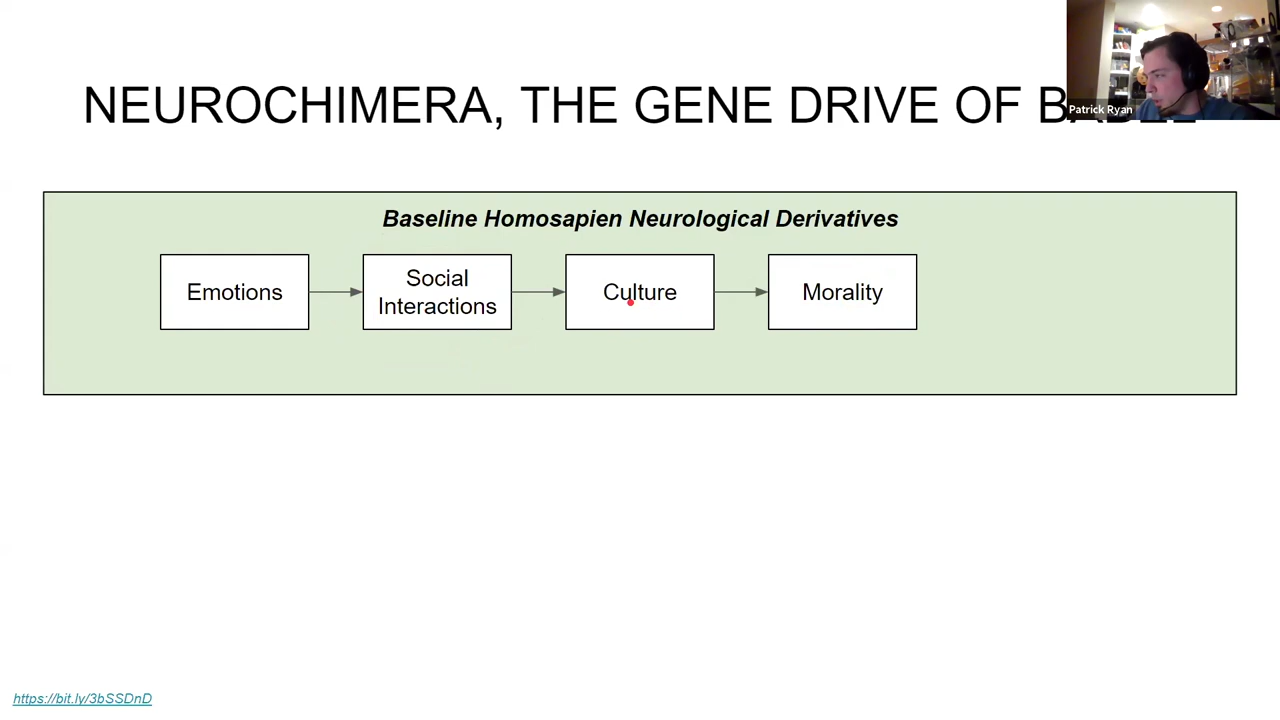 NEUROCHIMERA, THE GENE DRIVE OF
Patrick Ryan
Baseline Homosapien Neurological Derivatives
Emotions
Social
Interactions
Culture
Morality
https://bit.ly/3bSSDnD